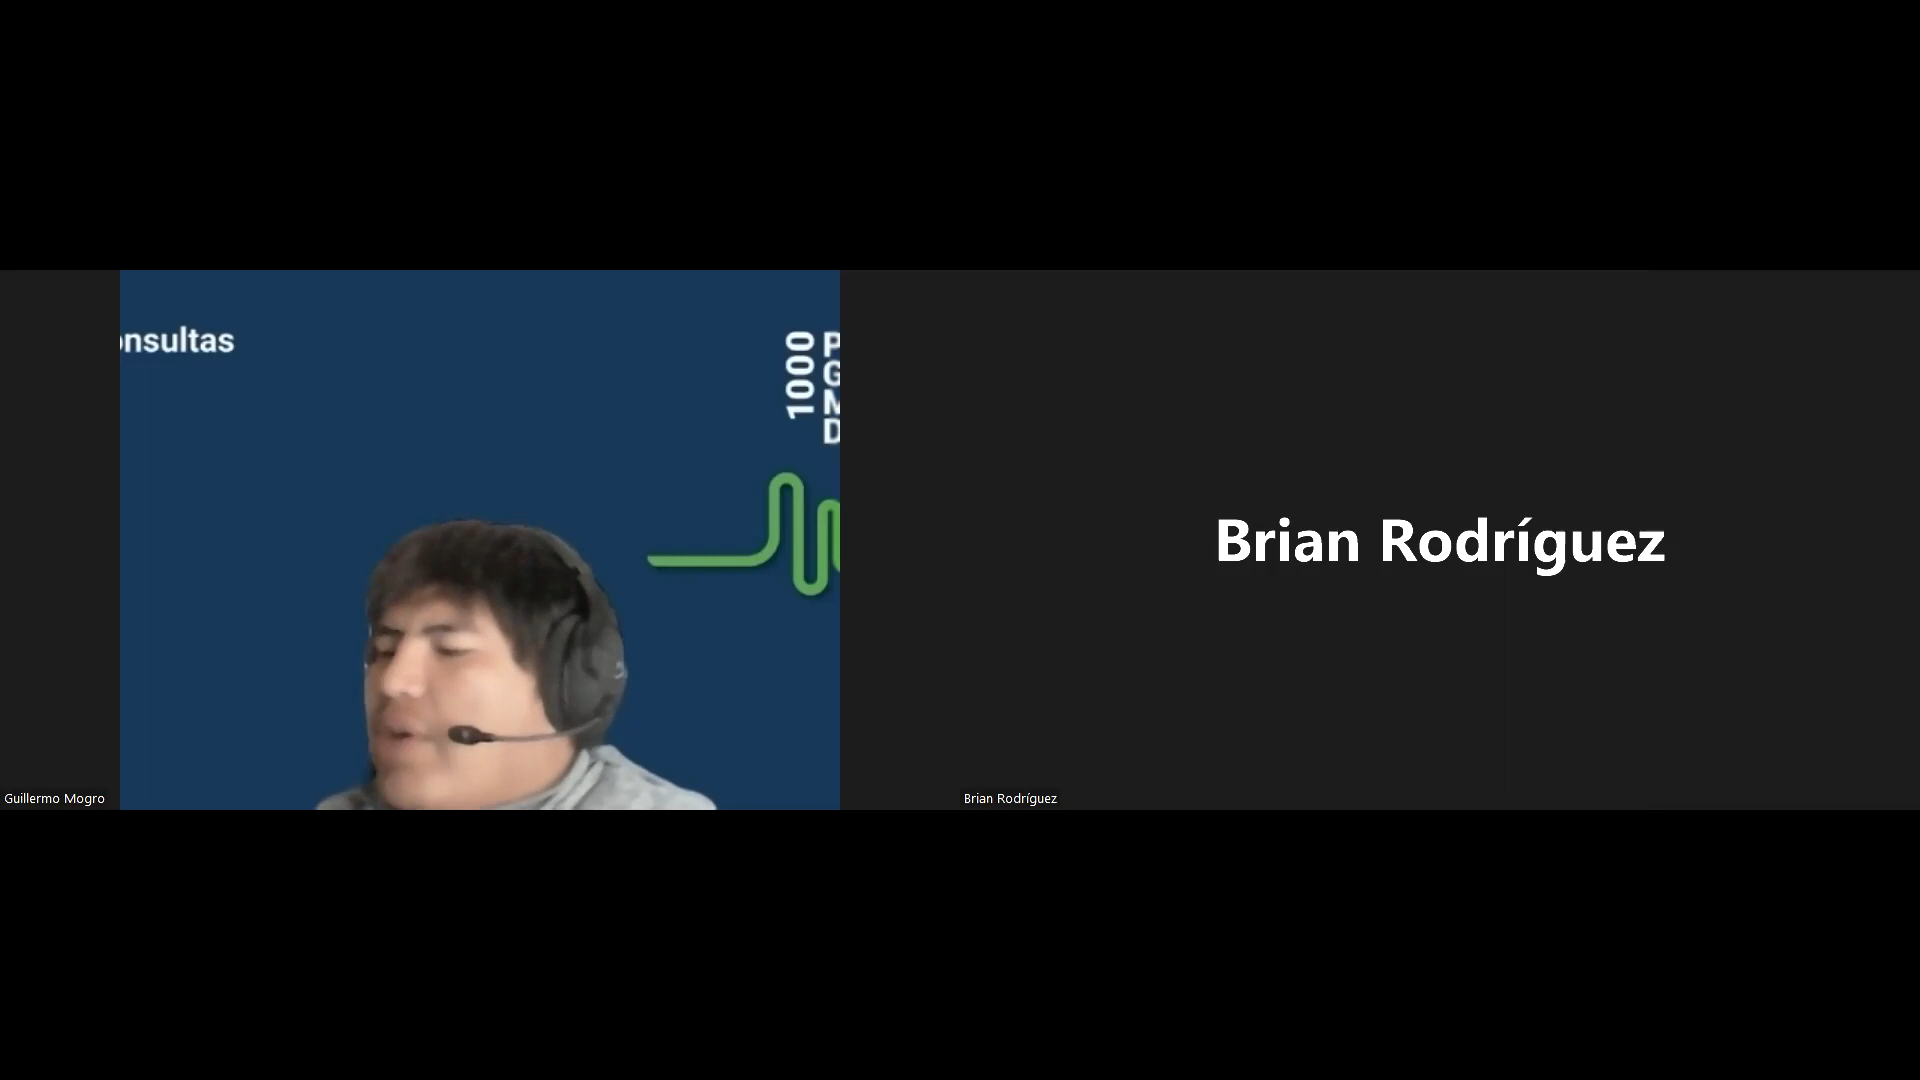 onsultas
1000
P
G
M
D
Brian Rodríguez
Guillermo Mogro
Brian Rodríguez